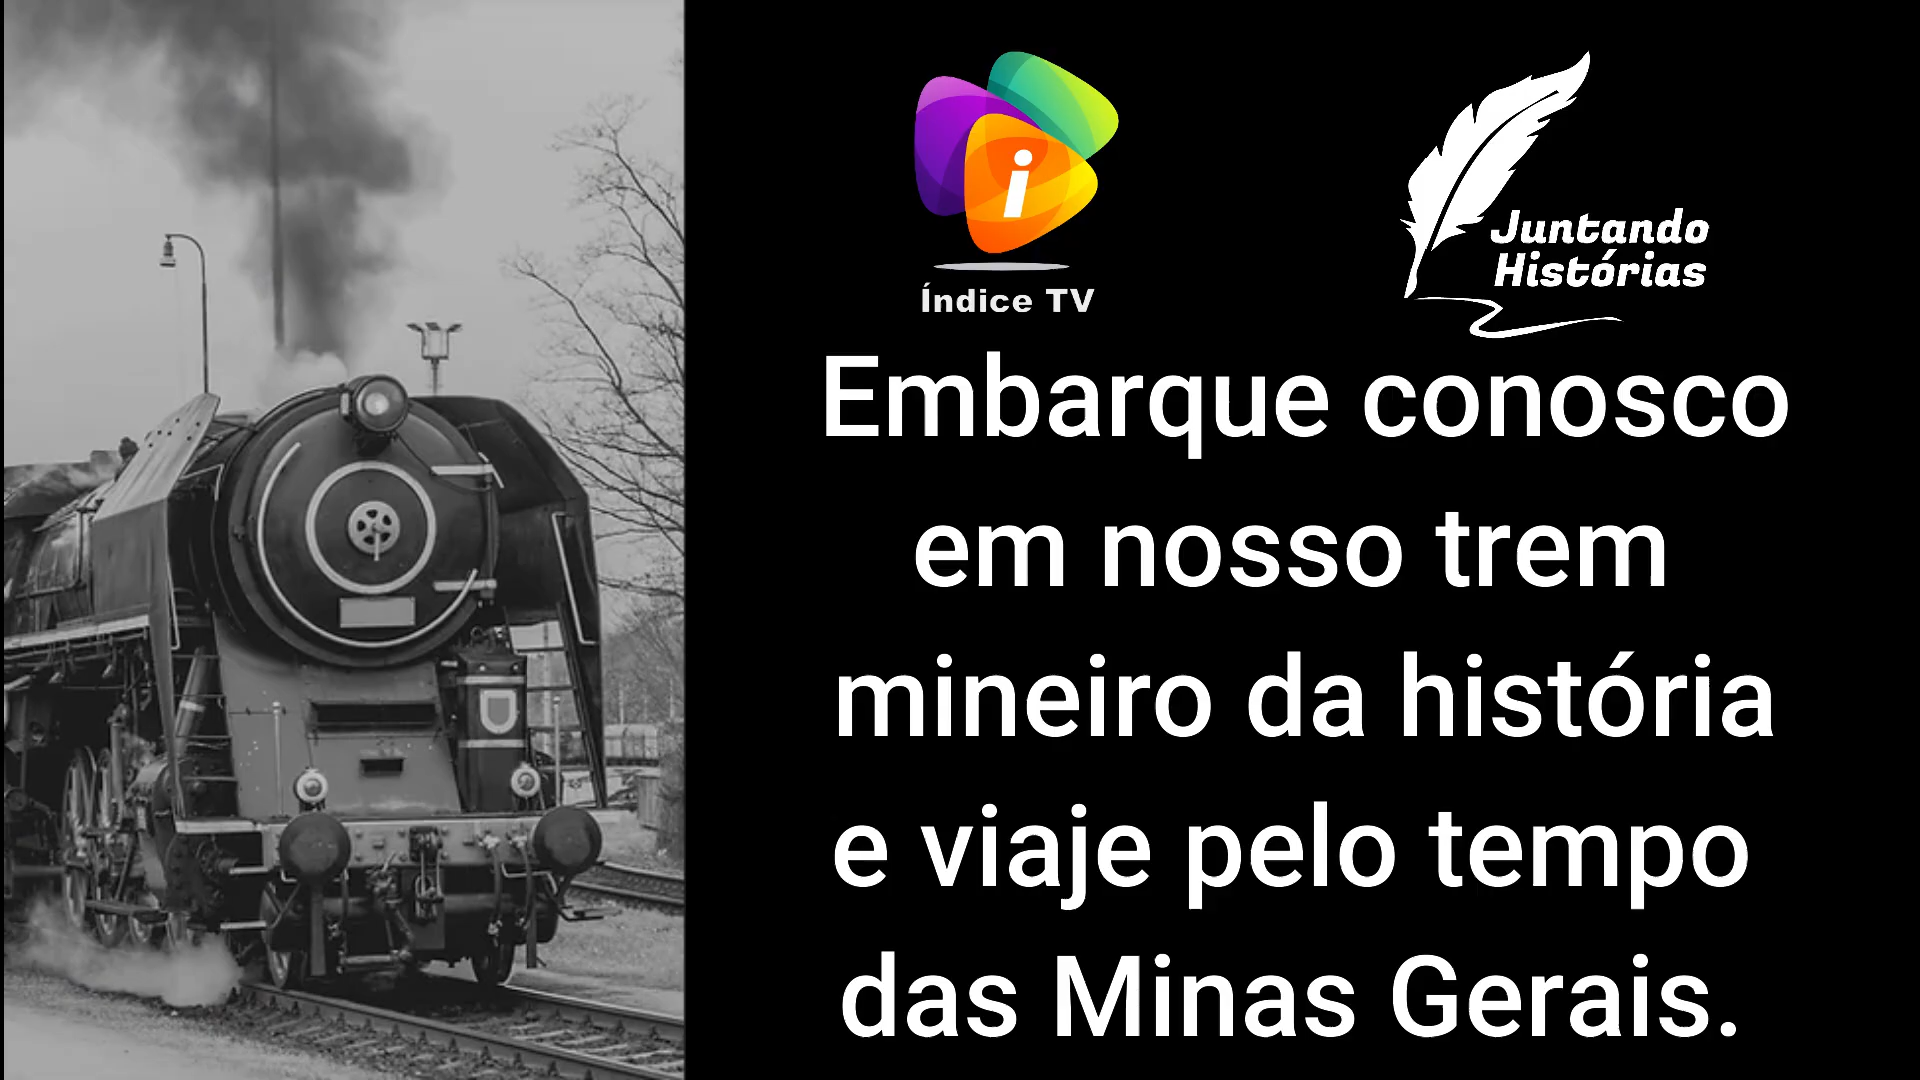 i
Índice TV
Juntando
Histórias
Embarque conosco
em nosso trem
mineiro da história
e viaje pelo tempo
das Minas Gerais.